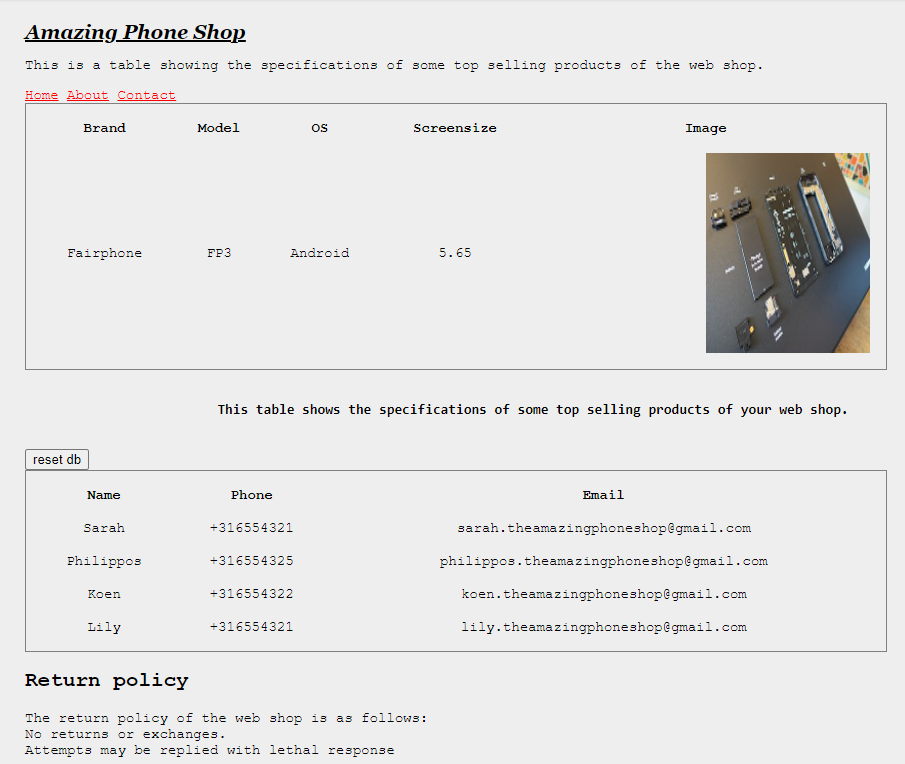 Amazing Phone Shop
This is a table showing the specifications of some top selling products of the web shop.
Home About Contact
Brand Model OS Screensize Image
Fairphone FP3 Android 5.65
This table shows the specifications of some top selling products of your web shop.
reset db
Name Phone Email
Sarah +316554321 sarah.theamazingphoneshop@gmail.com
Philippos +316554325 philippos.theamazingphoneshop@gmail.com
Koen +316554322 koen.theamazingphoneshop@gmail.com
Lily +316554321 lily.theamazingphoneshop@gmail.com
Return policy
The return policy of the web shop is as follows:
No returns or exchanges.
Attempts may be replied with lethal response